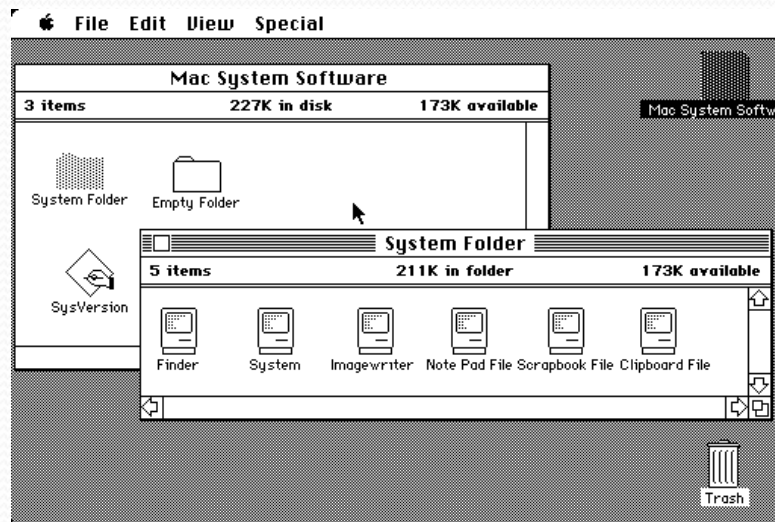 File Edit View Special
Mac System Software
3 items 227K in disk 173K available
Mac System Softw
System Folder Empty Folder
System Folder
5 items 211K in folder 173K available
SysVersion
Finder System Imagewriter Note Pad File Scrapbook File Clipboard File
Trash